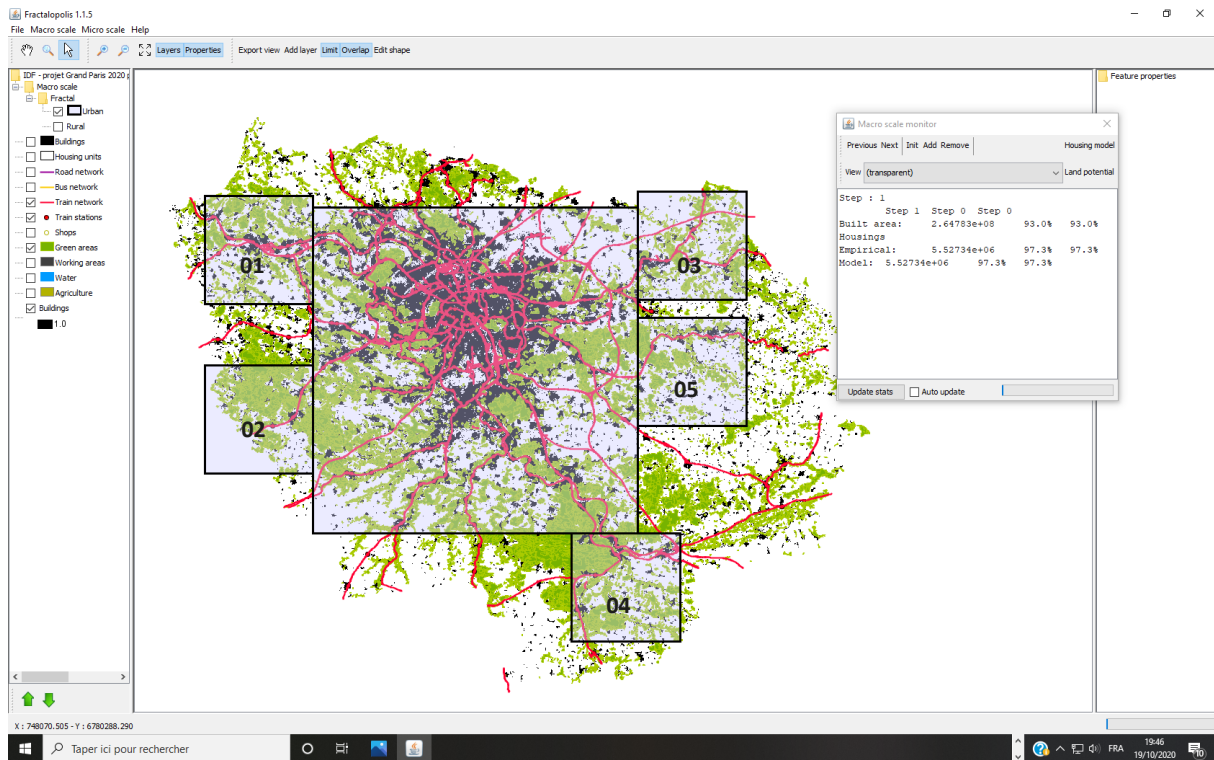 Fractalopolis 1.1.5
File Macro scale Micro scale Help
Layers Properties Export view Add layer Limit Overlap Edit shape
IDF - projet Grand Paris 2020
Macro scale
Fractal
Urban
Rural
Buildings
Housing units
Road network
Bus network
Train network
Train stations
Shops
Green areas
Working areas
Water
Agriculture
Buildings
1.0
01
02
03
05
04
Feature properties
Macro scale monitor
Previous Next Init Add Remove Housing model
View (transparent) Land potential
Step : 1
Step 1 Step 0 Step 0
Built area: 2.64783e+08 93.0% 93.0%
Housings
Empirical: 5.52734e+06 97.3% 97.3%
Model: 5.52734e+06 97.3% 97.3%
Update stats Auto update
X : 748070.505 - Y : 6780288.290
Taper ici pour rechercher
FRA
19:46
19/10/2020
10